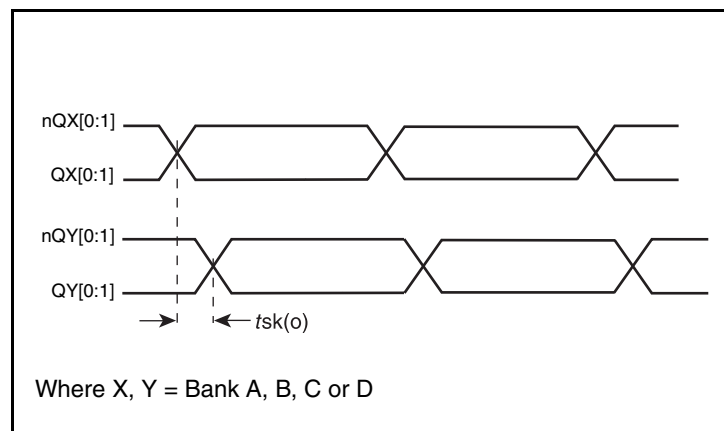 nQX[0:1]
QX[0:1]
nQY[0:1]
QY[0:1]
tsk(o)
Where X, Y = Bank A, B, C or D